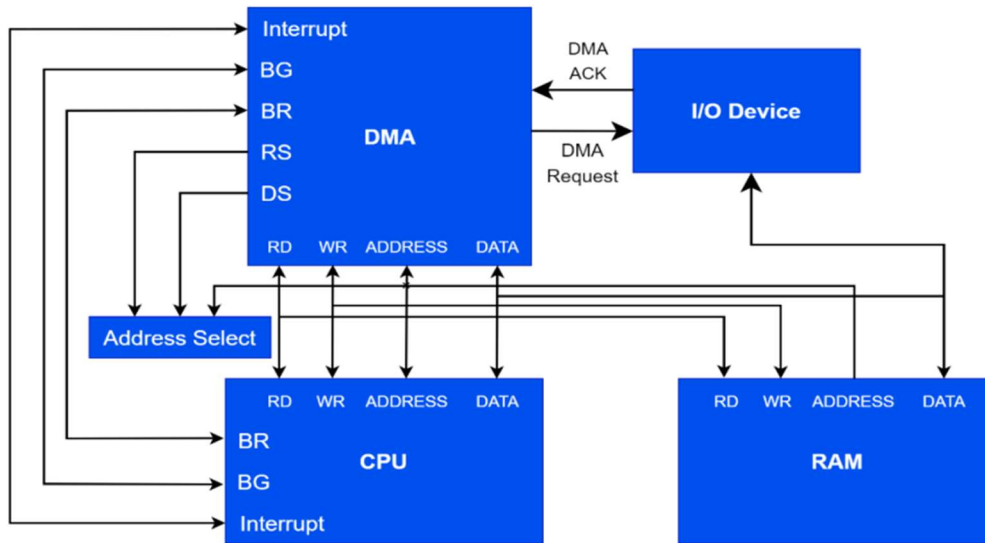 Interrupt
BG
BR
RS
DS
DMA
RD WR ADDRESS DATA
DMA
ACK
DMA
Request
I/O Device
Address Select
RD WR ADDRESS DATA
BR
BG
Interrupt
CPU
RD WR ADDRESS DATA
RAM